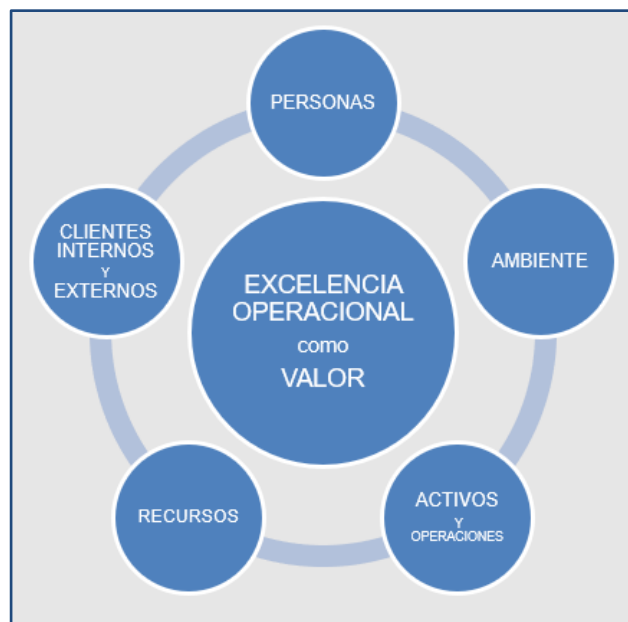 PERSONAS
CLIENTES
INTERNOS
Y
EXTERNOS
AMBIENTE
EXCELENCIA
OPERACIONAL
como
VALOR
RECURSOS
ACTIVOS
Y
OPERACIONES